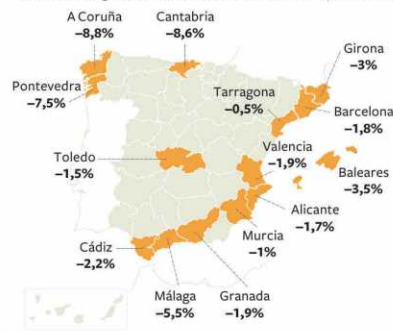 A Coruña
–8,8%
Cantabria
–8,6%
Girona
–3%
Pontevedra
–7,5%
Tarragona
–0,5%
Barcelona
–1,8%
Valencia
–1,9%
Toledo
–1,5%
Baleares
–3,5%
Alicante
–1,7%
Murcia
–1%
Cádiz
–2,2%
Málaga
–5,5%
Granada
–1,9%